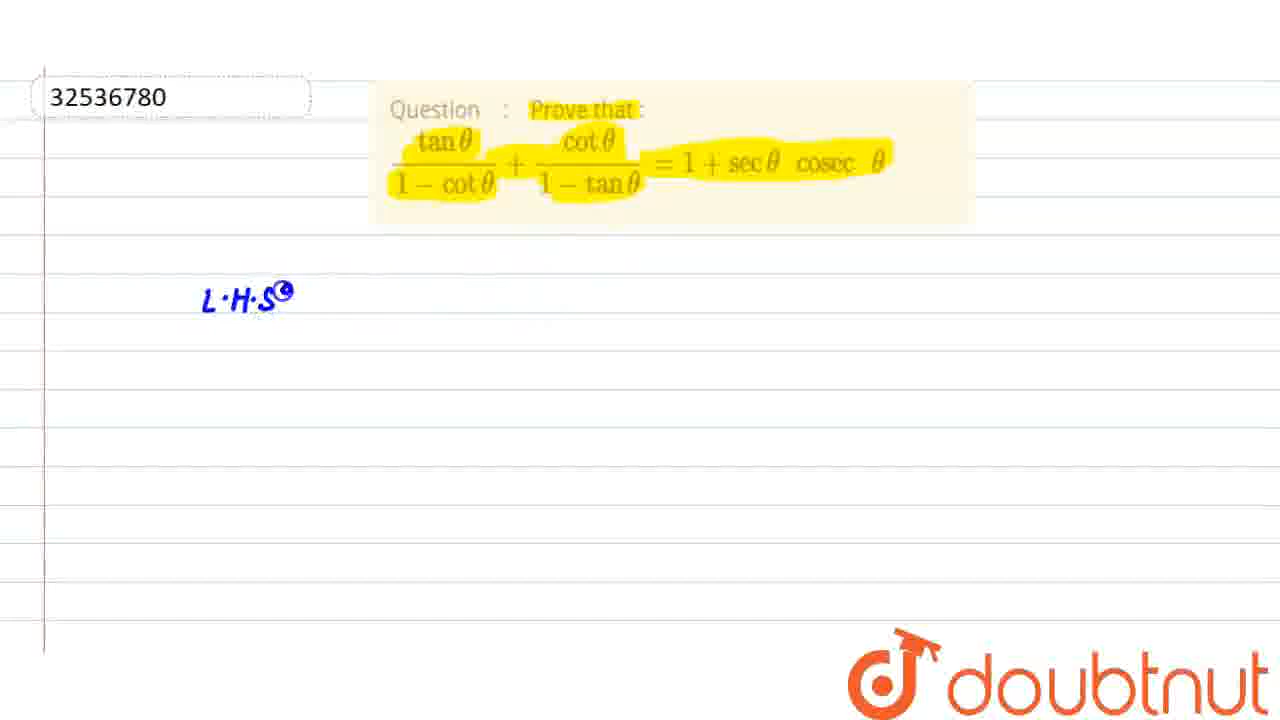 32536780
Question : Prove that :
tanθ/(1 − cotθ) + cotθ/(1 − tanθ) = 1 + secθ cosec θ
L·H·S
doubtnut